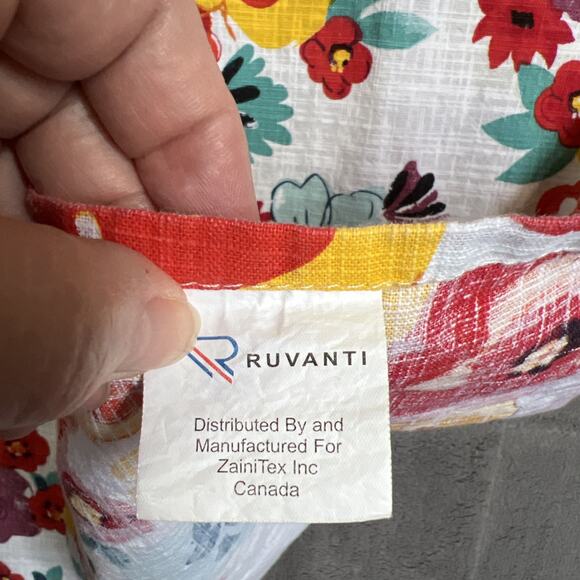 RUVANTI
Distributed By and
Manufactured For
ZainiTex Inc
Canada